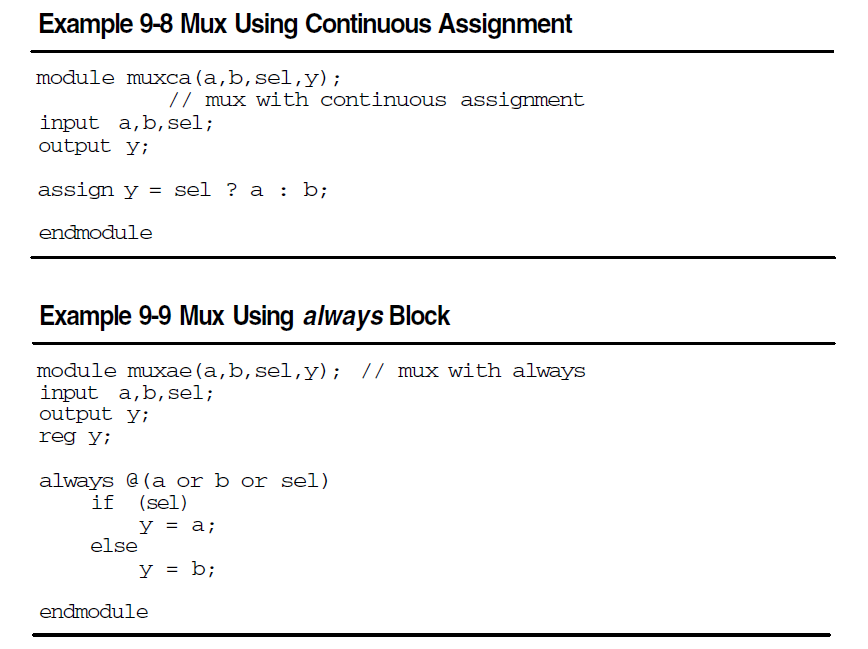 Example 9-8 Mux Using Continuous Assignment
module muxca(a,b,sel,y);
// mux with continuous assignment
input a,b,sel;
output y;
assign y = sel ? a : b;
endmodule
Example 9-9 Mux Using always Block
module muxae(a,b,sel,y); // mux with always
input a,b,sel;
output y;
reg y;
always @(a or b or sel)
if (sel)
y = a;
else
y = b;
endmodule